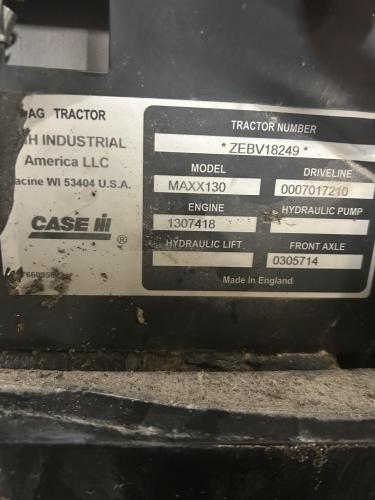 AG TRACTOR
H INDUSTRIAL
America LLC
acine WI 53404 U.S.A.
CASE IH ®
TRACTOR NUMBER
* ZEBV18249 *
MODEL DRIVELINE
MAXX130 0007017210
ENGINE HYDRAULIC PUMP
1307418
HYDRAULIC LIFT FRONT AXLE
0305714
Made in England